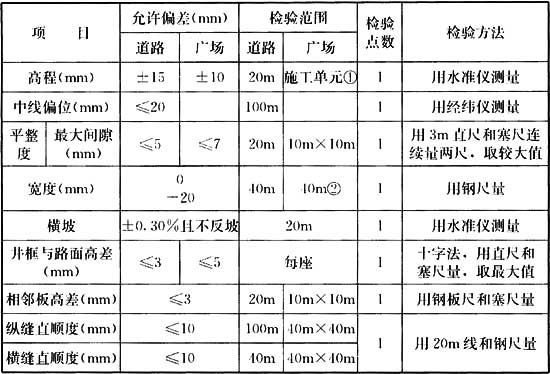 项 目 允许偏差(mm) 检验范围 检验点数 检验方法
道路 广场 道路 广场
高程(mm) ±15 ±10 20m 施工单元① 1 用水准仪测量
中线偏位(mm) ≤20 100m 1 用经纬仪测量
平整度 最大间隙(mm) ≤5 ≤7 20m 10m×10m 1 用3m直尺和塞尺连续量两尺，取较大值
宽度(mm) 0 -20 40m 40m② 1 用钢尺量
横坡 ±0.30%且不反坡 20m 1 用水准仪测量
井框与路面高差(mm) ≤3 ≤5 每座 1 十字法，用直尺和塞尺量，取最大值
相邻板高差(mm) ≤3 20m 10m×10m 1 用钢板尺和塞尺量
纵缝直顺度(mm) ≤10 100m 40m×40m 1 用20m线和钢尺量
横缝直顺度(mm) ≤10 40m 40m×40m